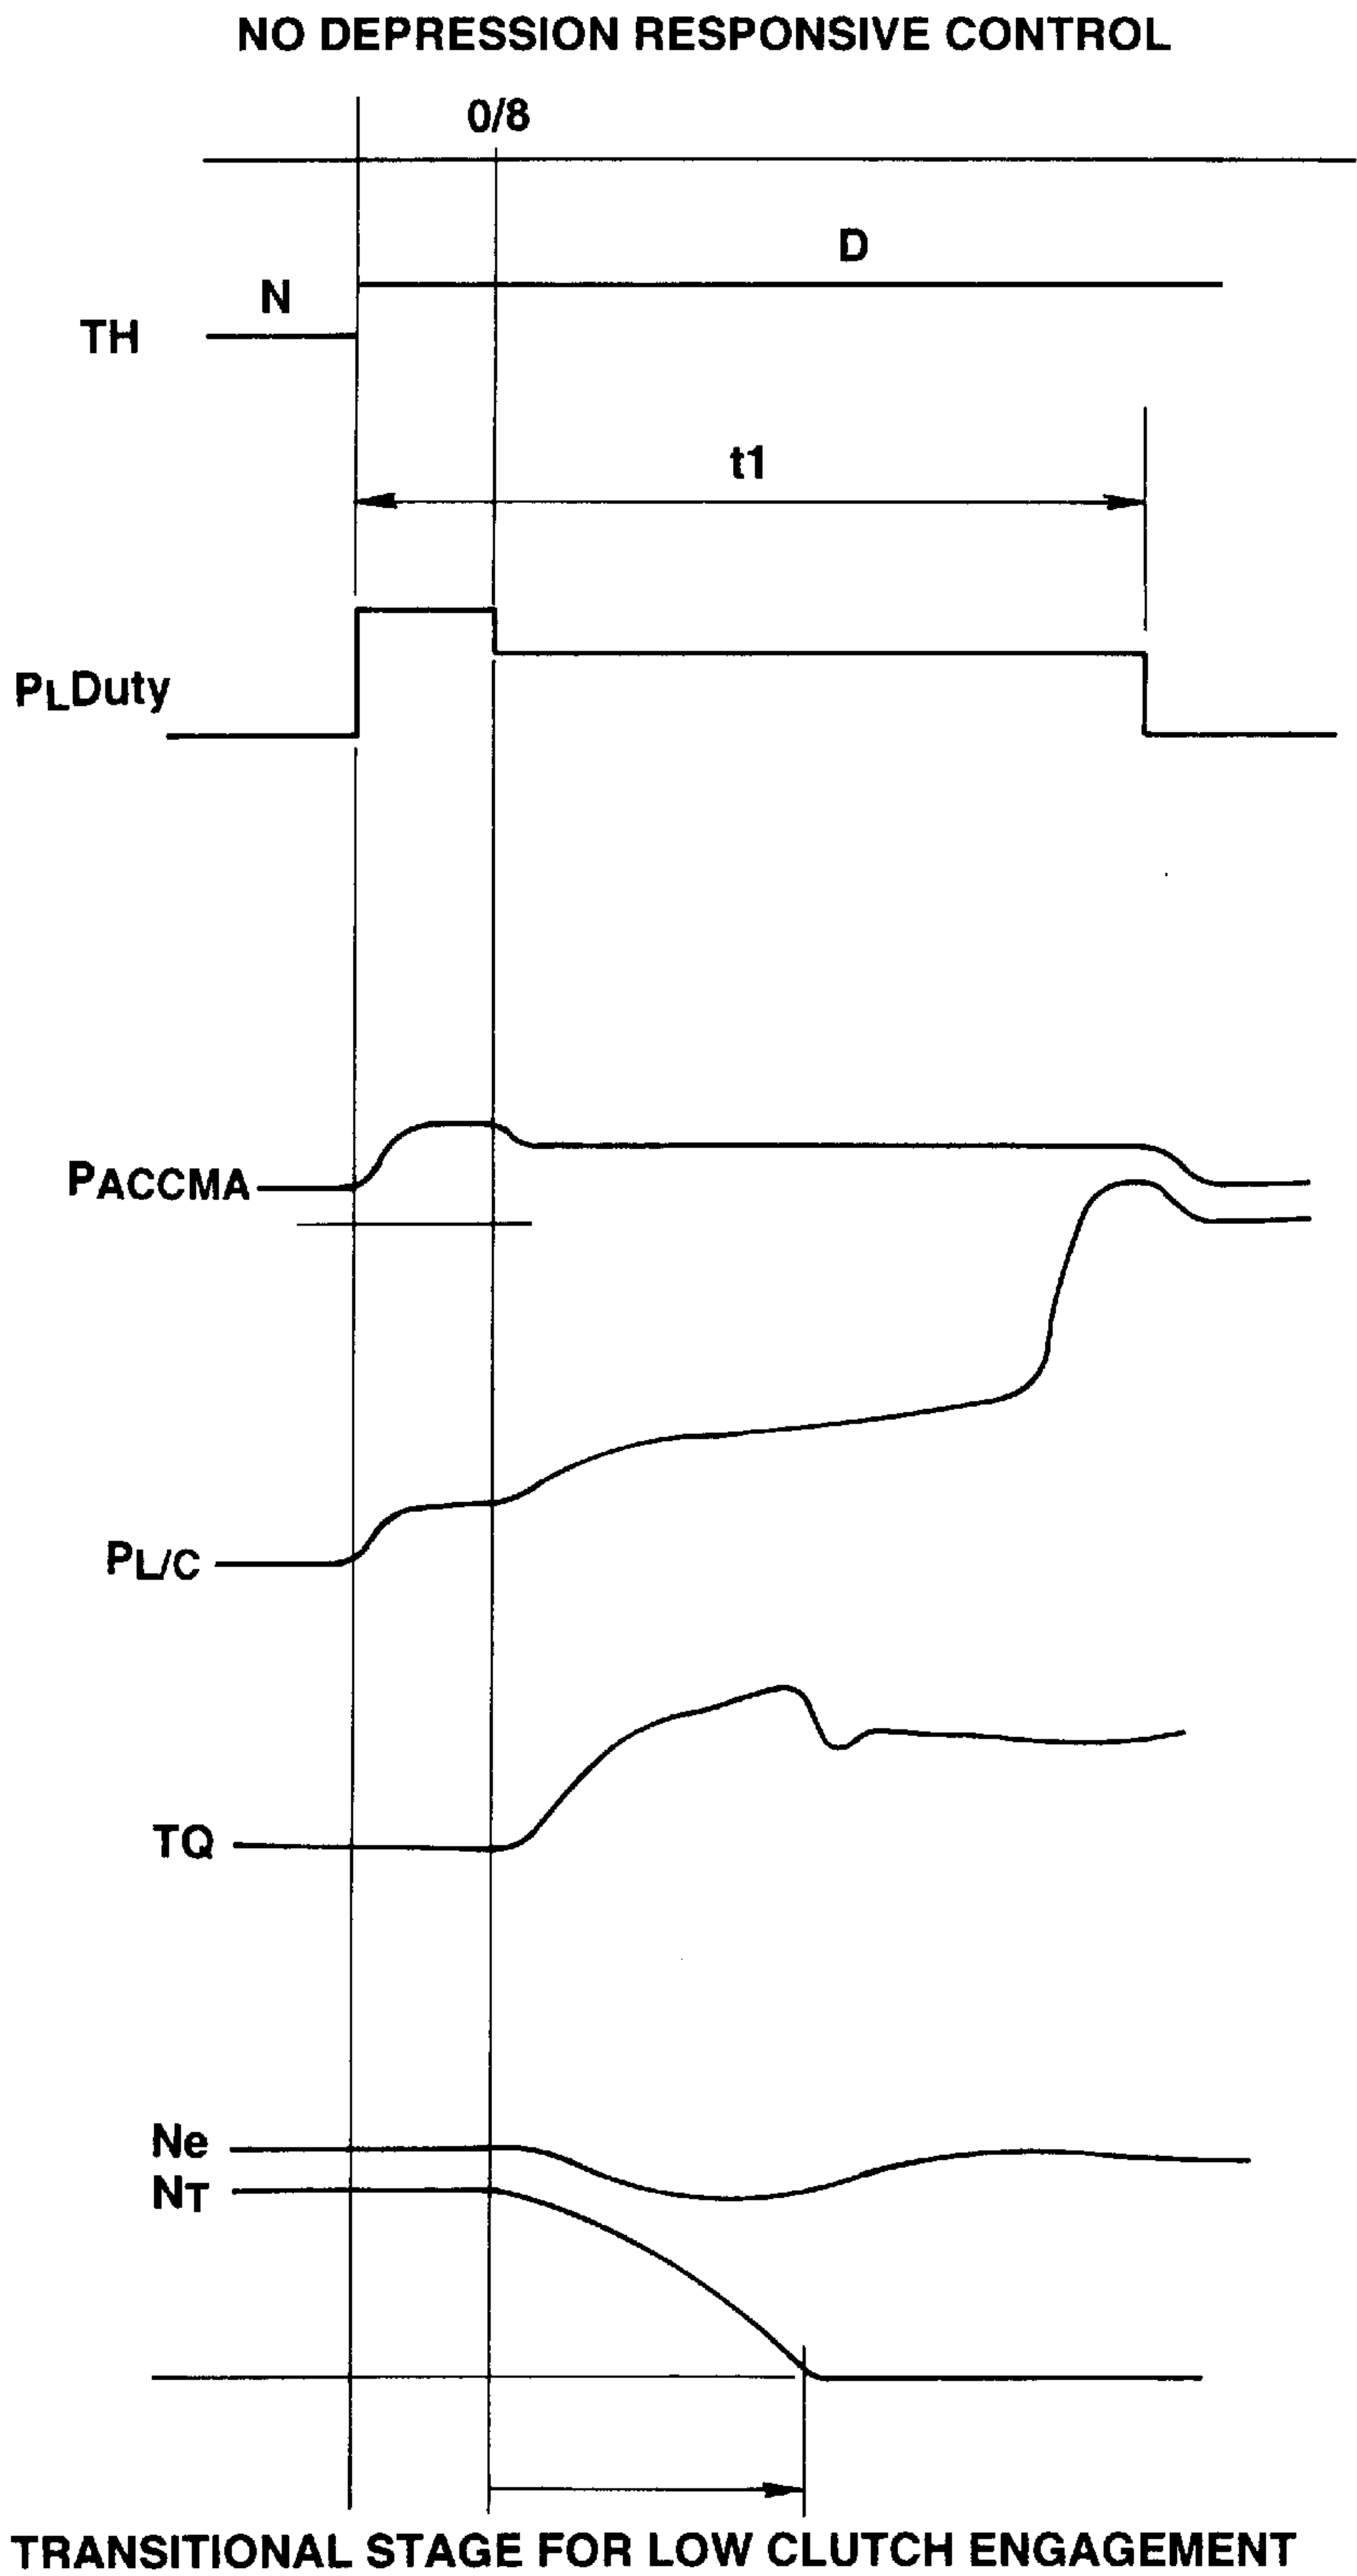 NO DEPRESSION RESPONSIVE CONTROL
0/8
D
N
TH
t1
PLDuty
PACCMA
PL/C
TQ
Ne
NT
TRANSITIONAL STAGE FOR LOW CLUTCH ENGAGEMENT